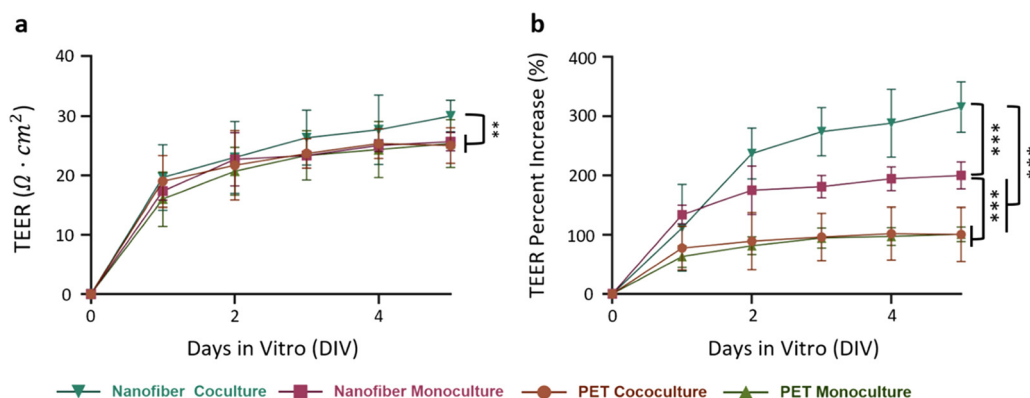 a
b
40
30
20
10
0
TEER (Ω · cm²)
0
2
4
Days in Vitro (DIV)
**
400
300
200
100
0
TEER Percent Increase (%)
0
2
4
Days in Vitro (DIV)
***
***
***
Nanofiber Coculture
Nanofiber Monoculture
PET Cococulture
PET Monoculture